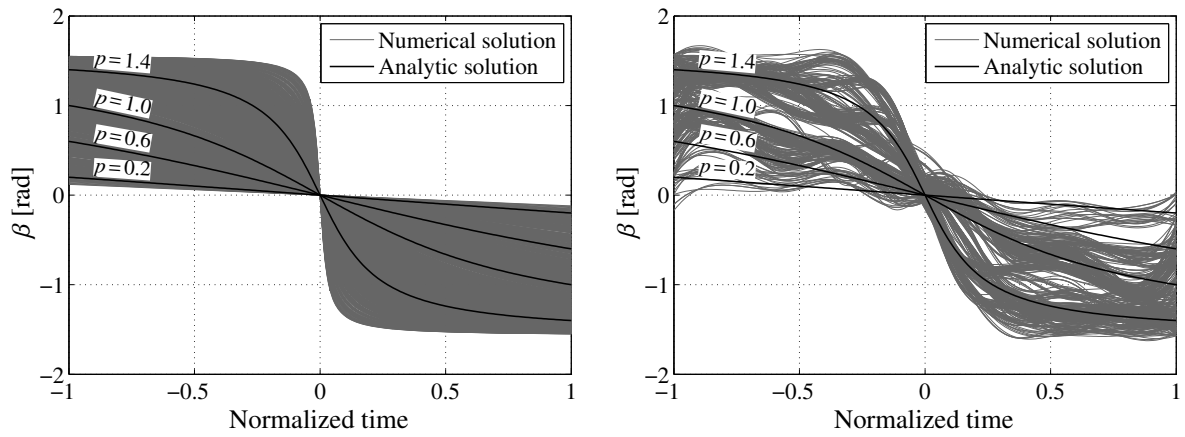 2
1
0
−1
−2
β [rad]
−1
−0.5
0
0.5
1
Normalized time
Numerical solution
Analytic solution
p = 1.4
p = 1.0
p = 0.6
p = 0.2
2
1
0
−1
−2
β [rad]
−1
−0.5
0
0.5
1
Normalized time
Numerical solution
Analytic solution
p = 1.4
p = 1.0
p = 0.6
p = 0.2